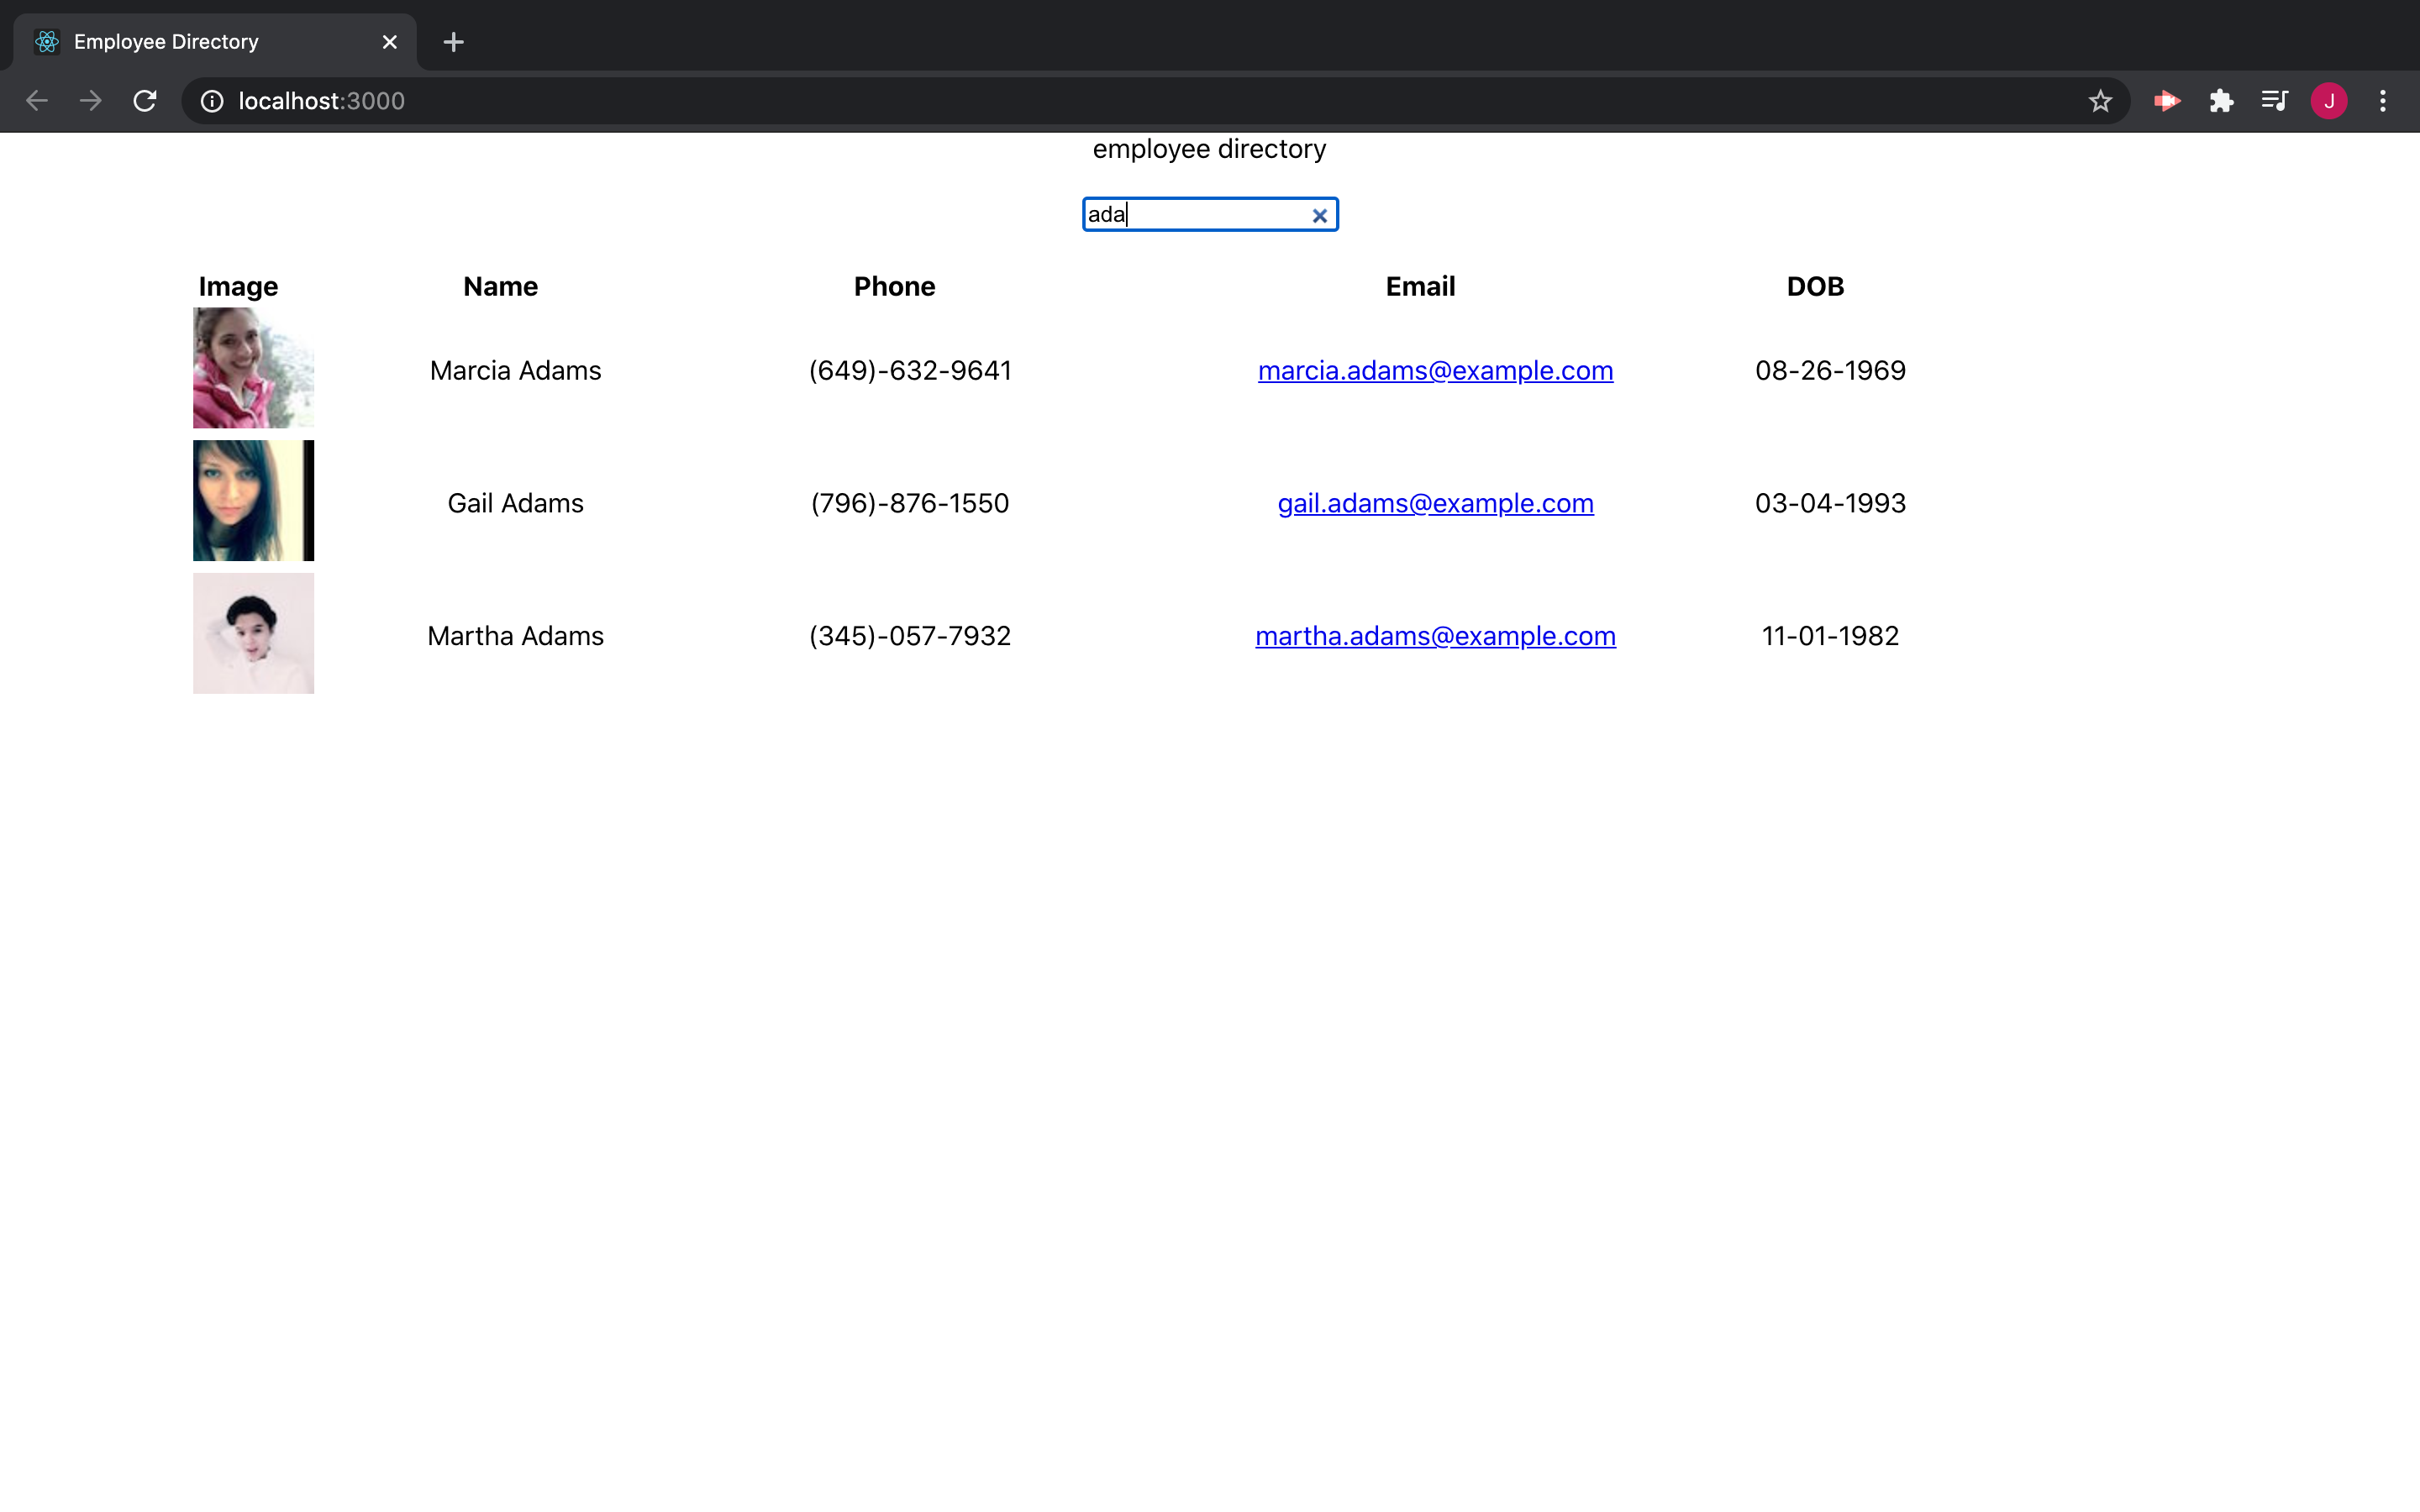 Employee Directory
localhost:3000
J
employee directory
ada
Image Name Phone Email DOB
Marcia Adams (649)-632-9641 marcia.adams@example.com 08-26-1969
Gail Adams (796)-876-1550 gail.adams@example.com 03-04-1993
Martha Adams (345)-057-7932 martha.adams@example.com 11-01-1982